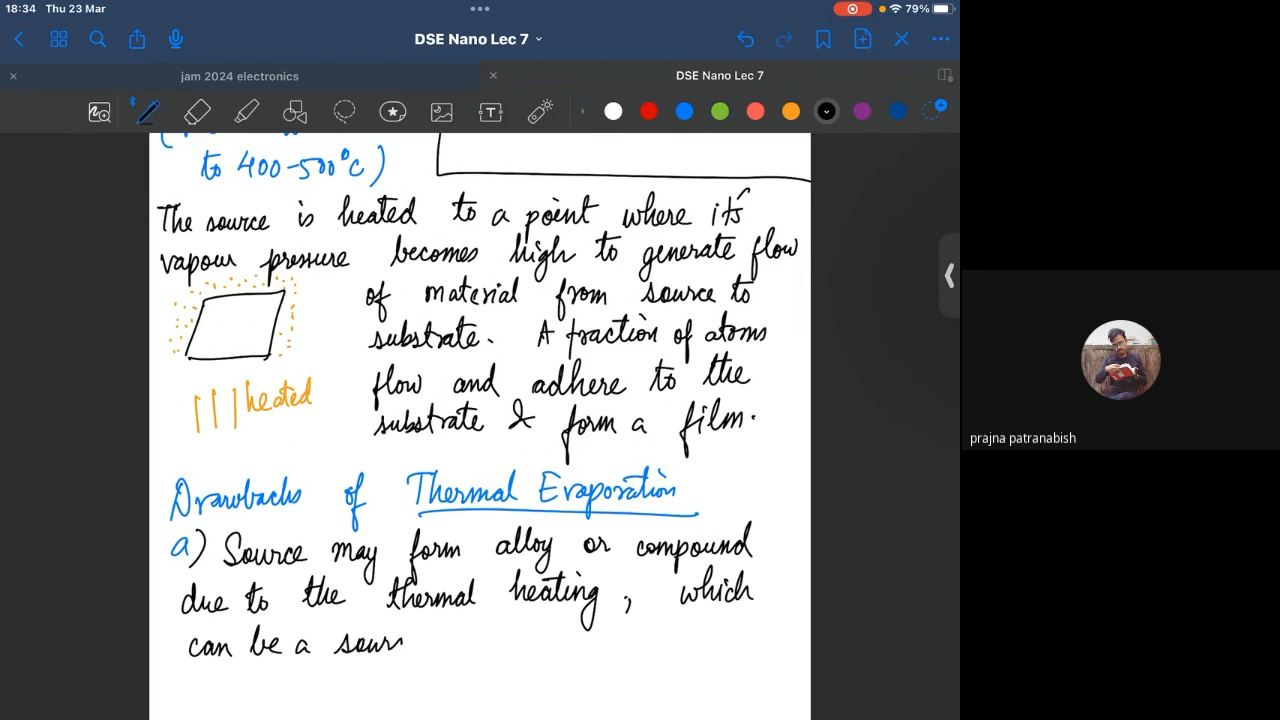 18:34 Thu 23 Mar
79%
DSE Nano Lec 7
jam 2024 electronics
DSE Nano Lec 7
to 400-500°C)
The source is heated to a point where it's
vapour pressure becomes high to generate flow
of material from source to
substrate. A fraction of atoms
flow and adhere to the
substrate & form a film.
heated
Drawbacks of Thermal Evaporation
a) Source may form alloy or compound
due to the thermal heating, which
can be a sour
prajna patranabish